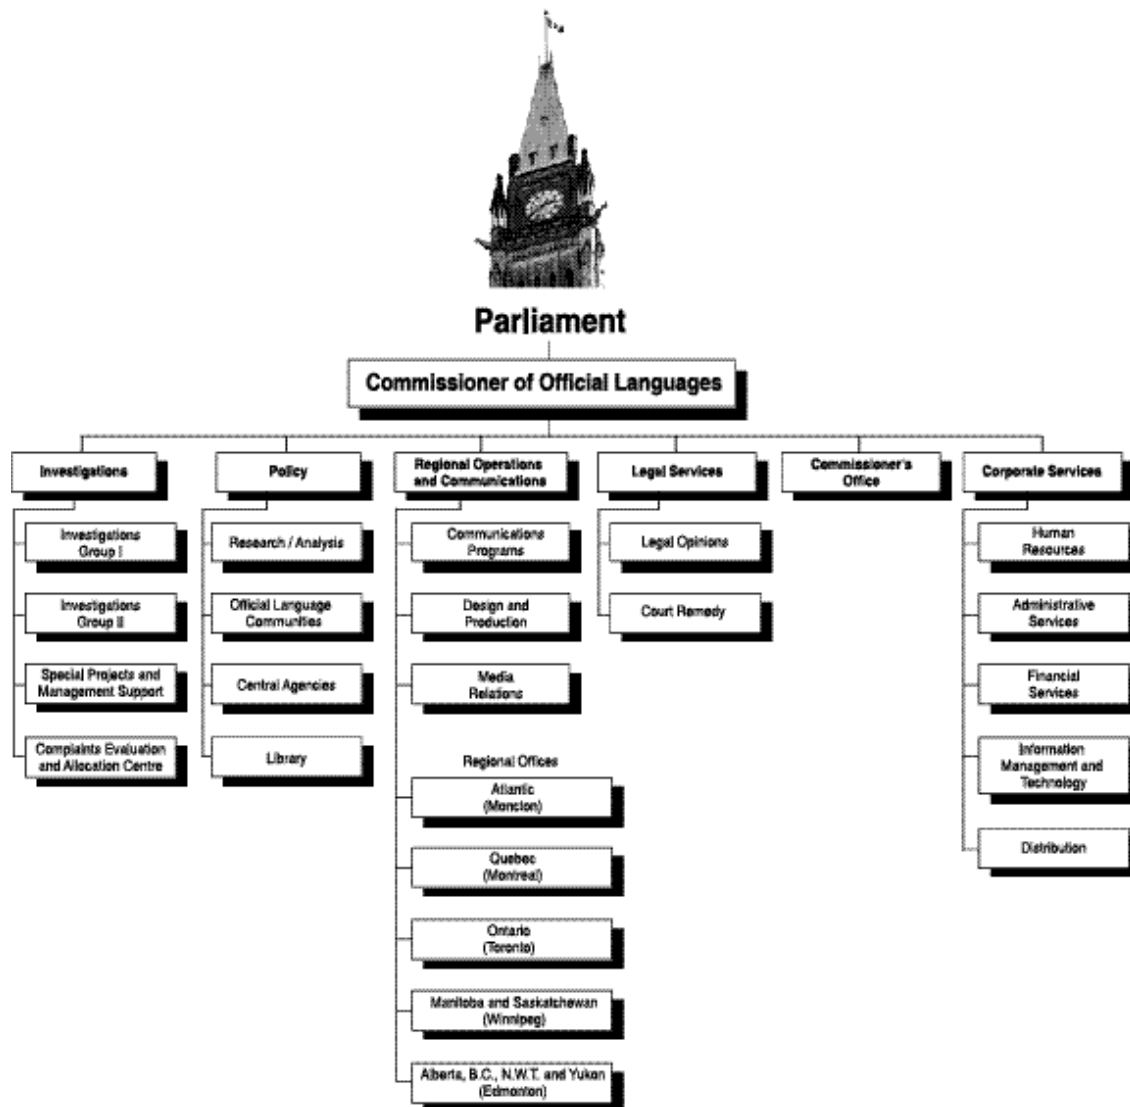 Parliament
Commissioner of Official Languages
Investigations
Investigations
Group I
Investigations
Group II
Special Projects and
Management Support
Complaints Evaluation
and Allocation Centre
Policy
Research / Analysis
Official Language
Communities
Central Agencies
Library
Regional Operations
and Communications
Communications
Programs
Design and
Production
Media
Relations
Regional Offices
Atlantic
(Moncton)
Quebec
(Montreal)
Ontario
(Toronto)
Manitoba and Saskatchewan
(Winnipeg)
Alberta, B.C., N.W.T. and Yukon
(Edmonton)
Legal Services
Legal Opinions
Court Remedy
Commissioner's
Office
Corporate Services
Human
Resources
Administrative
Services
Financial
Services
Information
Management and
Technology
Distribution